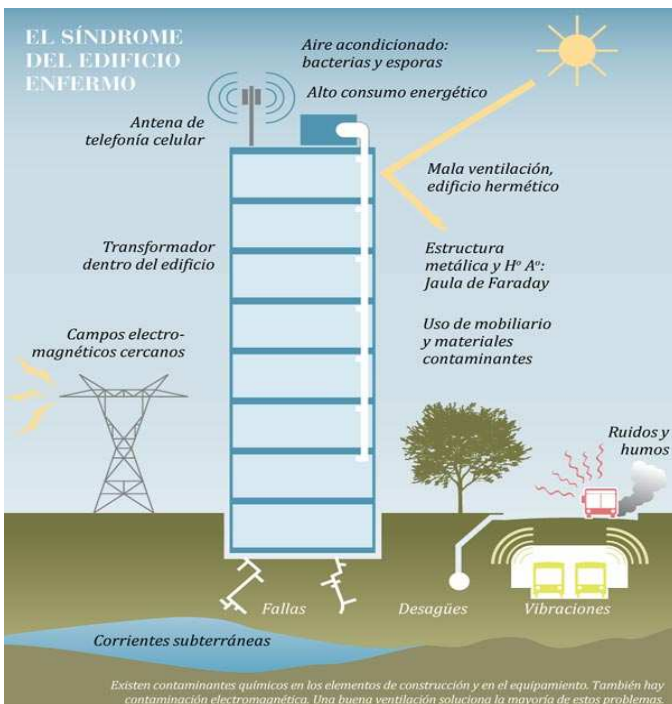 EL SÍNDROME
DEL EDIFICIO
ENFERMO
Aire acondicionado:
bacterias y esporas
Alto consumo energético
Antena de
telefonía celular
Mala ventilación,
edificio hermético
Transformador
dentro del edificio
Estructura
metálica y Hº Aº:
Jaula de Faraday
Campos electro-
magnéticos cercanos
Uso de mobiliario
y materiales
contaminantes
Ruidos y
humos
Fallas
Desagües
Vibraciones
Corrientes subterráneas
Existen contaminantes químicos en los elementos de construcción y en el equipamiento. También hay
contaminación electromagnética. Una buena ventilación soluciona la mayoría de estos problemas.